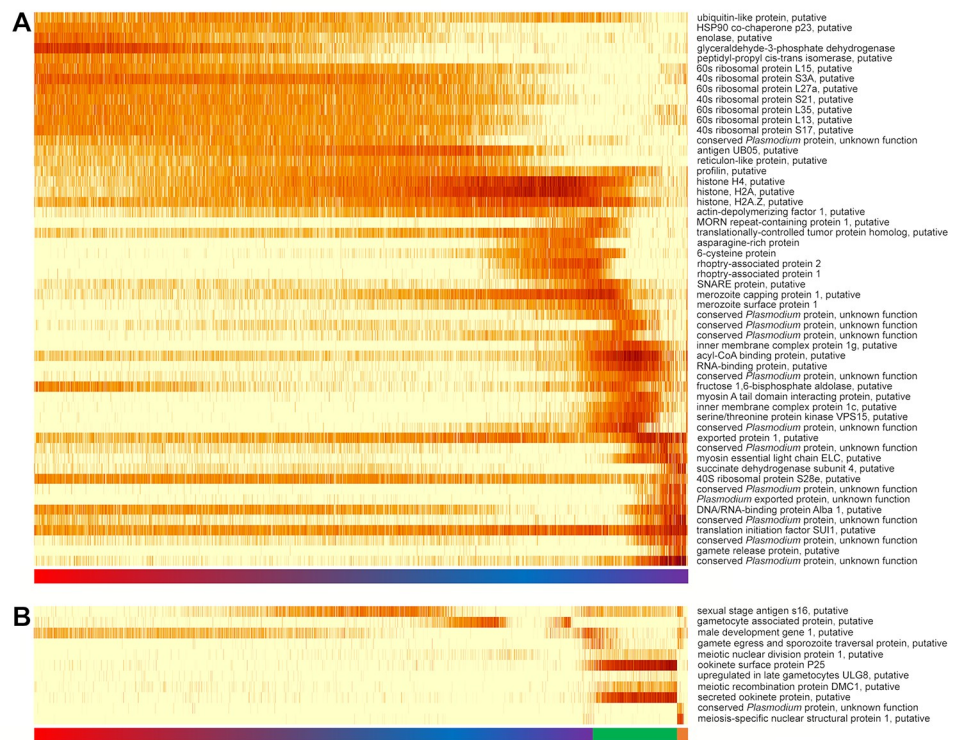 A
ubiquitin-like protein, putative
HSP90 co-chaperone p23, putative
enolase, putative
glyceraldehyde-3-phosphate dehydrogenase
peptidyl-propyl cis-trans isomerase, putative
60s ribosomal protein L15, putative
40s ribosomal protein S3A, putative
60s ribosomal protein L27a, putative
40s ribosomal protein S21, putative
60s ribosomal protein L35, putative
60s ribosomal protein L13, putative
40s ribosomal protein S17, putative
conserved Plasmodium protein, unknown function
antigen UB05, putative
reticulon-like protein, putative
profilin, putative
histone H4, putative
histone, H2A, putative
histone, H2A.Z, putative
actin-depolymerizing factor 1, putative
MORN repeat-containing protein 1, putative
translationally-controlled tumor protein homolog, putative
asparagine-rich protein
6-cysteine protein
rhoptry-associated protein 2
rhoptry-associated protein 1
SNARE protein, putative
merozoite capping protein 1, putative
merozoite surface protein 1
conserved Plasmodium protein, unknown function
conserved Plasmodium protein, unknown function
conserved Plasmodium protein, unknown function
inner membrane complex protein 1g, putative
acyl-CoA binding protein, putative
RNA-binding protein, putative
conserved Plasmodium protein, unknown function
fructose 1,6-bisphosphate aldolase, putative
myosin A tail domain interacting protein, putative
inner membrane complex protein 1c, putative
serine/threonine protein kinase VPS15, putative
conserved Plasmodium protein, unknown function
exported protein 1, putative
conserved Plasmodium protein, unknown function
myosin essential light chain ELC, putative
succinate dehydrogenase subunit 4, putative
40S ribosomal protein S28e, putative
conserved Plasmodium protein, unknown function
Plasmodium exported protein, unknown function
DNA/RNA-binding protein Alba 1, putative
conserved Plasmodium protein, unknown function
translation initiation factor SUI1, putative
conserved Plasmodium protein, unknown function
gamete release protein, putative
conserved Plasmodium protein, unknown function
B
sexual stage antigen s16, putative
gametocyte associated protein, putative
male development gene 1, putative
gamete egress and sporozoite traversal protein, putative
meiotic nuclear division protein 1, putative
ookinete surface protein P25
upregulated in late gametocytes ULG8, putative
meiotic recombination protein DMC1, putative
secreted ookinete protein, putative
conserved Plasmodium protein, unknown function
meiosis-specific nuclear structural protein 1, putative